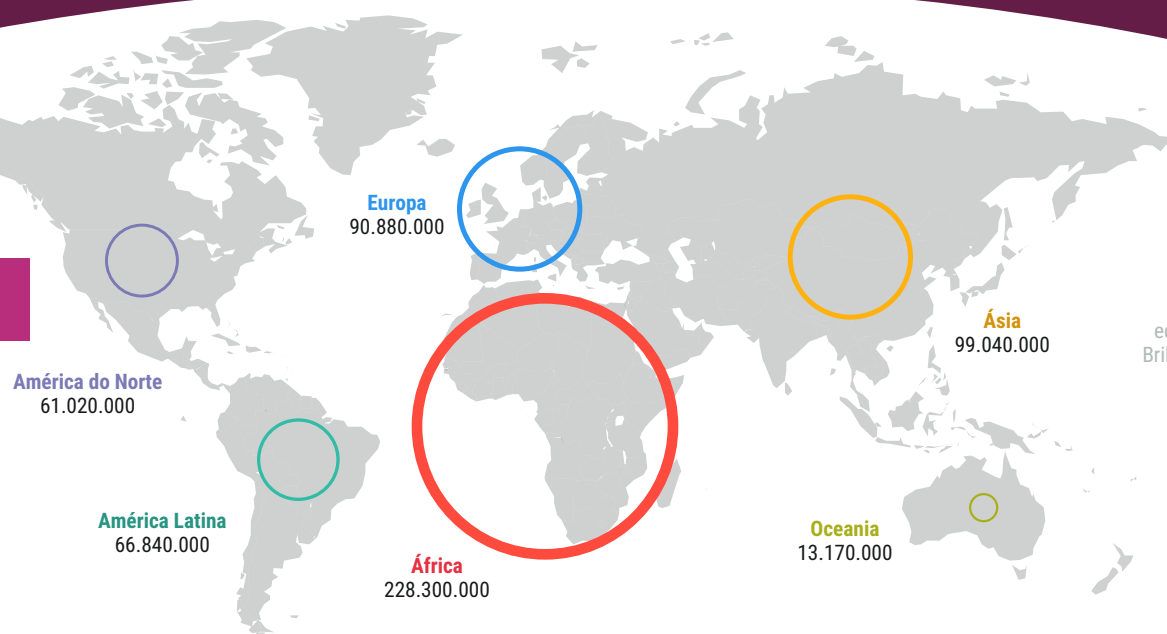 Europa
90.880.000
Ásia
99.040.000
América do Norte
61.020.000
América Latina
66.840.000
Oceania
13.170.000
África
228.300.000